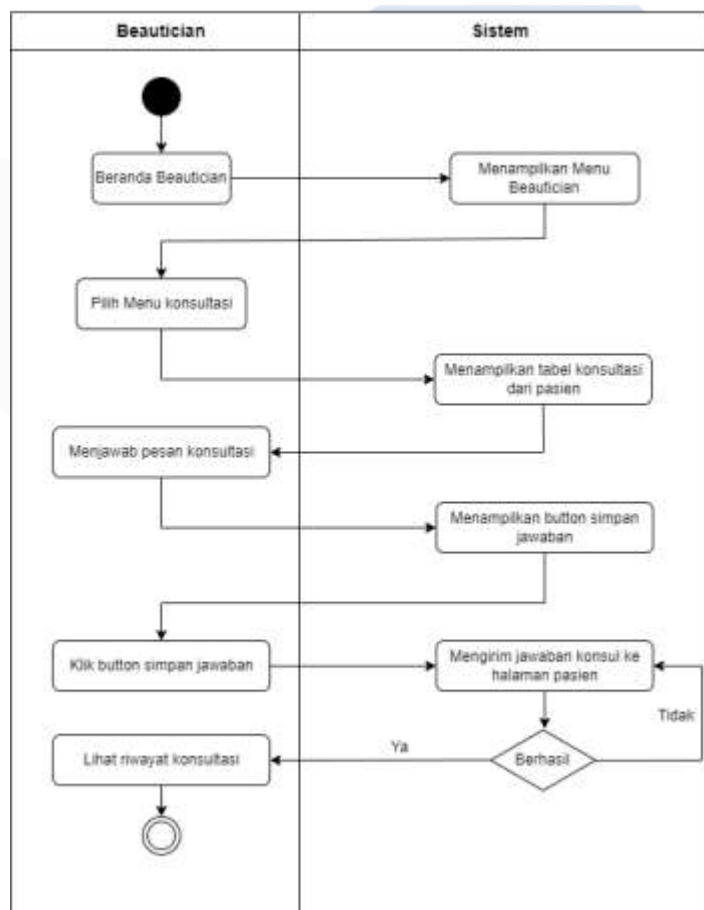 Beautician
Sistem
Beranda Beautician
Menampilkan Menu
Beautician
Pilih Menu konsultasi
Menampilkan tabel konsultasi
dari pasien
Menjawab pesan konsultasi
Menampilkan button simpan
jawaban
Klik button simpan jawaban
Mengirim jawaban konsul ke
halaman pasien
Tidak
Lihat riwayat konsultasi
Ya
Berhasil